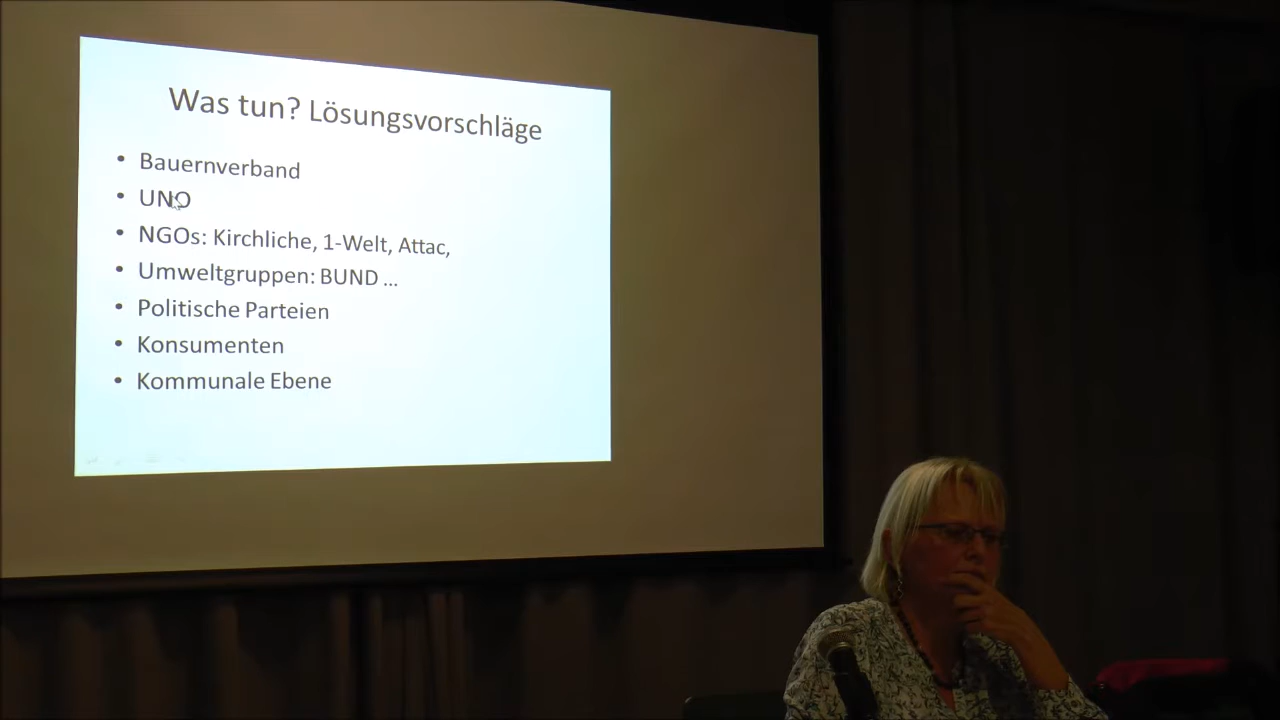 Was tun? Lösungsvorschläge
• Bauernverband
• UNO
• NGOs: Kirchliche, 1-Welt, Attac,
• Umweltgruppen: BUND ...
• Politische Parteien
• Konsumenten
• Kommunale Ebene